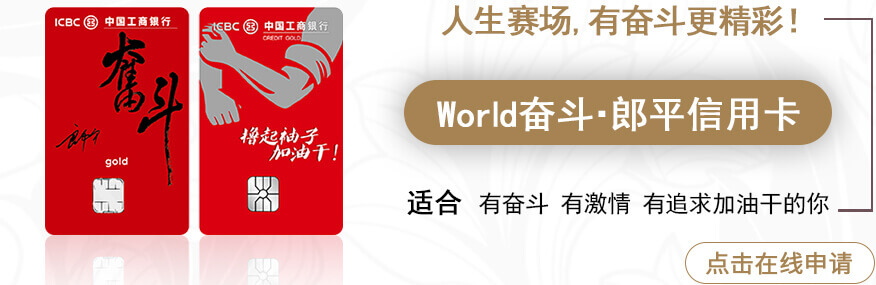 ICBC 中国工商银行
奋斗
郎平
gold
ICBC 中国工商银行
CREDIT GOLD
撸起袖子
加油干!
人生赛场,有奋斗更精彩!
World奋斗·郎平信用卡
适合 有奋斗 有激情 有追求加油干的你
点击在线申请